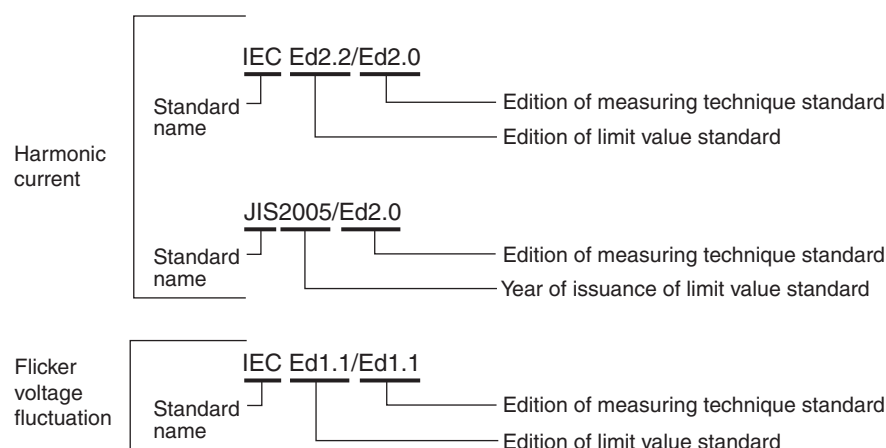 IEC Ed2.2/Ed2.0
Standard
name
Edition of measuring technique standard
Edition of limit value standard
Harmonic
current
JIS2005/Ed2.0
Standard
name
Edition of measuring technique standard
Year of issuance of limit value standard
IEC Ed1.1/Ed1.1
Flicker
voltage
fluctuation
Standard
name
Edition of measuring technique standard
Edition of limit value standard